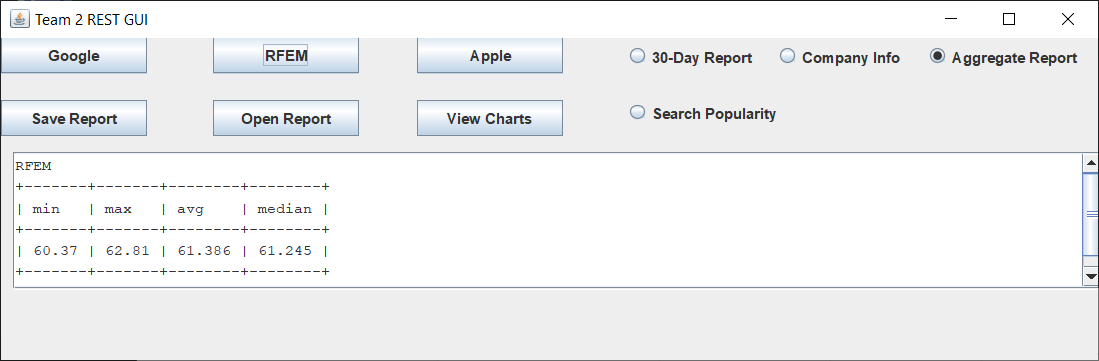 Team 2 REST GUI
Google RFEM Apple 30-Day Report Company Info Aggregate Report
Save Report Open Report View Charts Search Popularity
RFEM
+-------+-------+--------+--------+
| min   | max   | avg    | median |
+-------+-------+--------+--------+
| 60.37 | 62.81 | 61.386 | 61.245 |
+-------+-------+--------+--------+